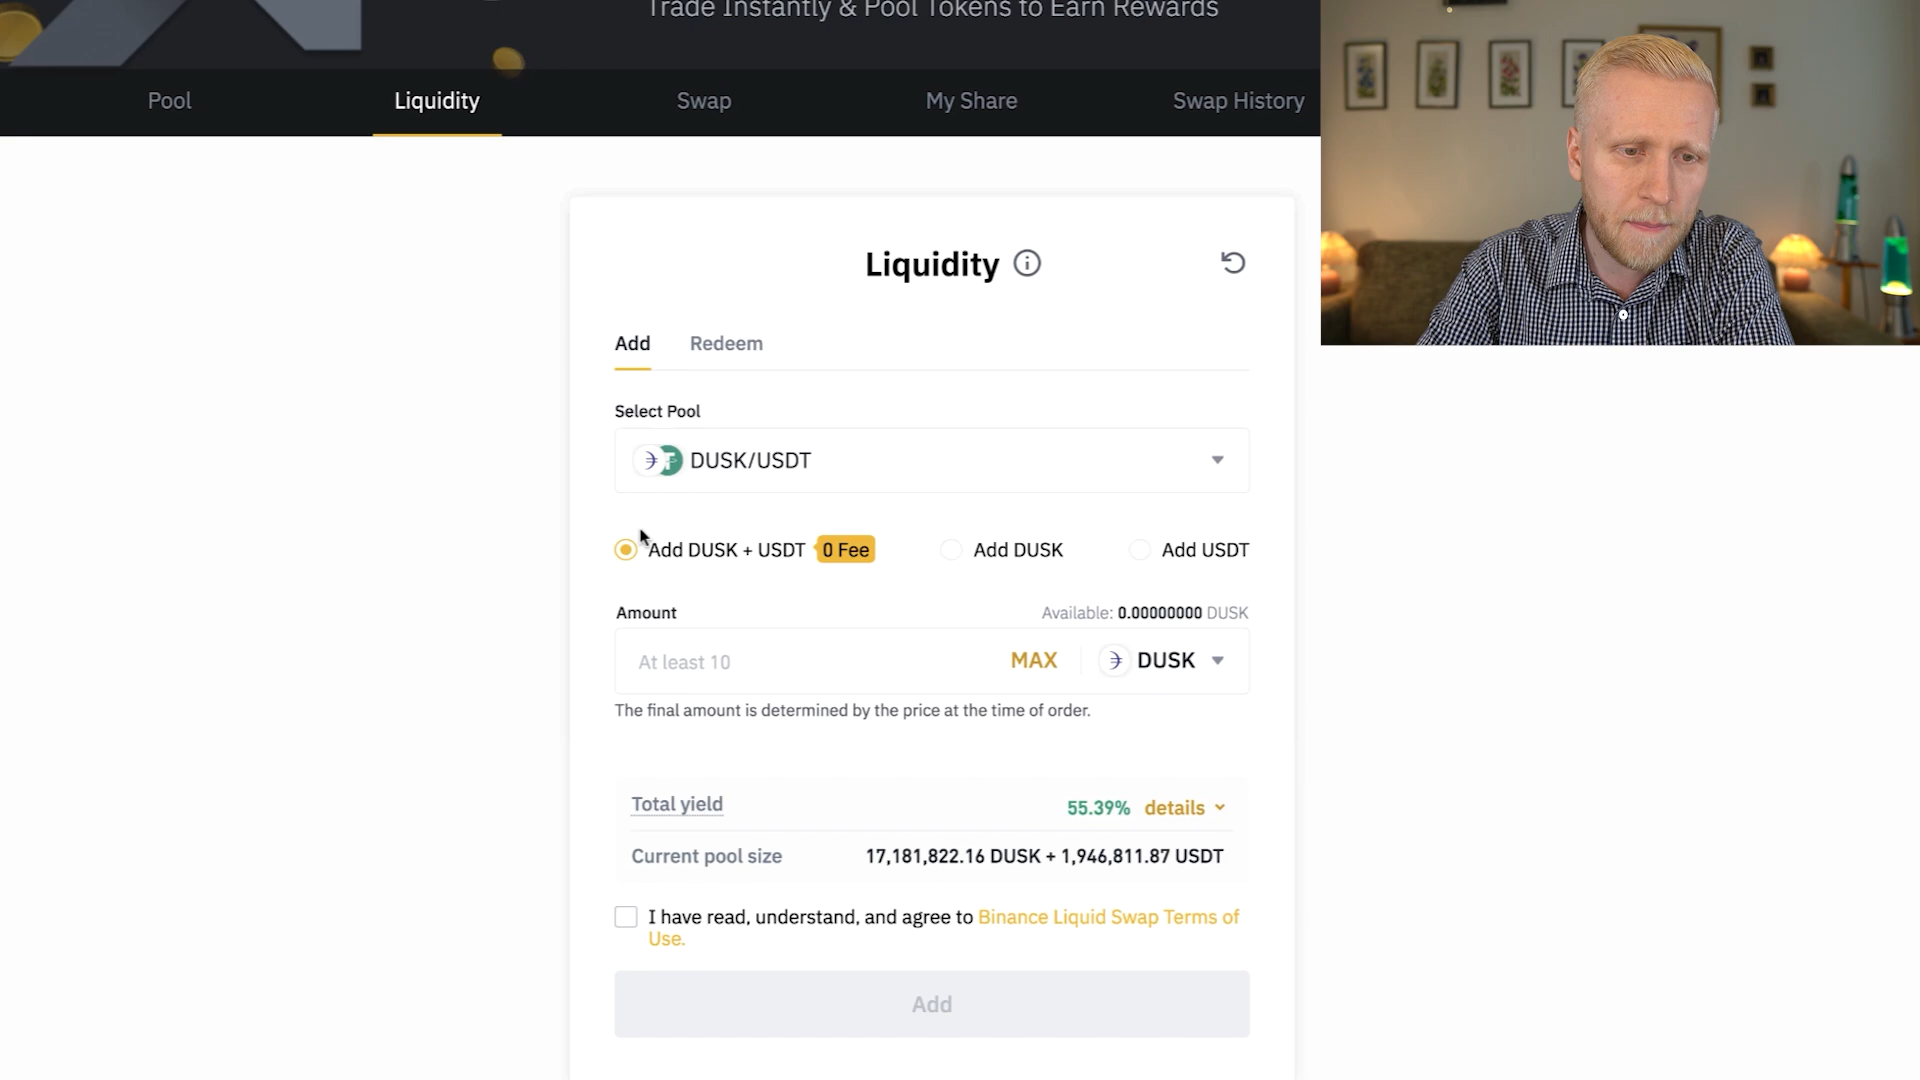 Trade Instantly & Pool Tokens to Earn Rewards
Pool
Liquidity
Swap
My Share
Swap History
Liquidity
Add
Redeem
Select Pool
DUSK/USDT
Add DUSK + USDT
0 Fee
Add DUSK
Add USDT
Amount
Available: 0.00000000 DUSK
At least 10
MAX
DUSK
The final amount is determined by the price at the time of order.
Total yield
55.39%
details
Current pool size
17,181,822.16 DUSK + 1,946,811.87 USDT
I have read, understand, and agree to Binance Liquid Swap Terms of
Use.
Add